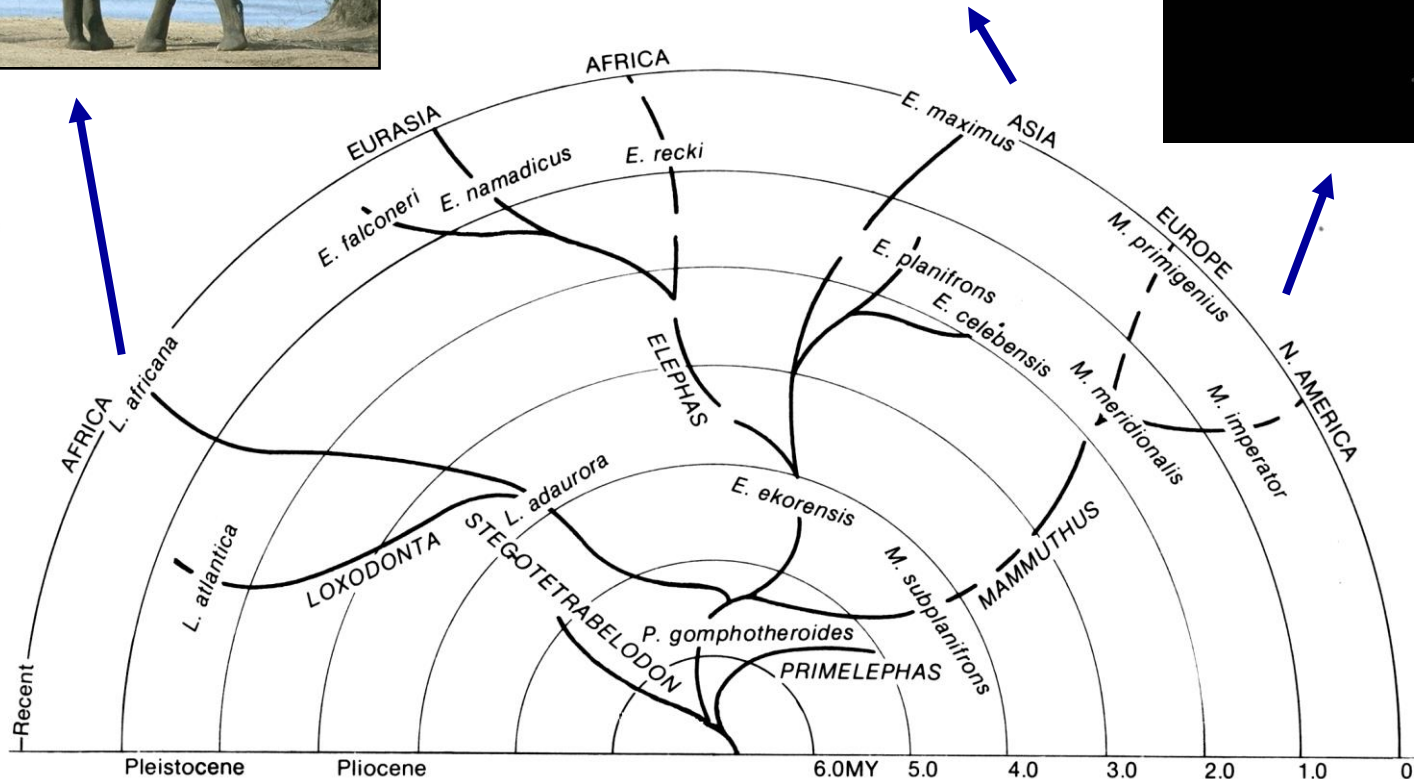 AFRICA
EURASIA
E. maximus
ASIA
E. recki
E. namadicus
E. falconeri
EUROPE
M. primigenius
E. planifrons
E. celebensis
N. AMERICA
AFRICA
L. africana
ELEPHAS
M. meridionalis
M. imperator
L. adaurora
E. ekorensis
STEGOTETRABELODON
LOXODONTA
L. atlantica
MAMMUTHUS
M. subplanifrons
P. gomphotheroides
PRIMELEPHAS
Recent
Pleistocene Pliocene 6.0MY 5.0 4.0 3.0 2.0 1.0 0